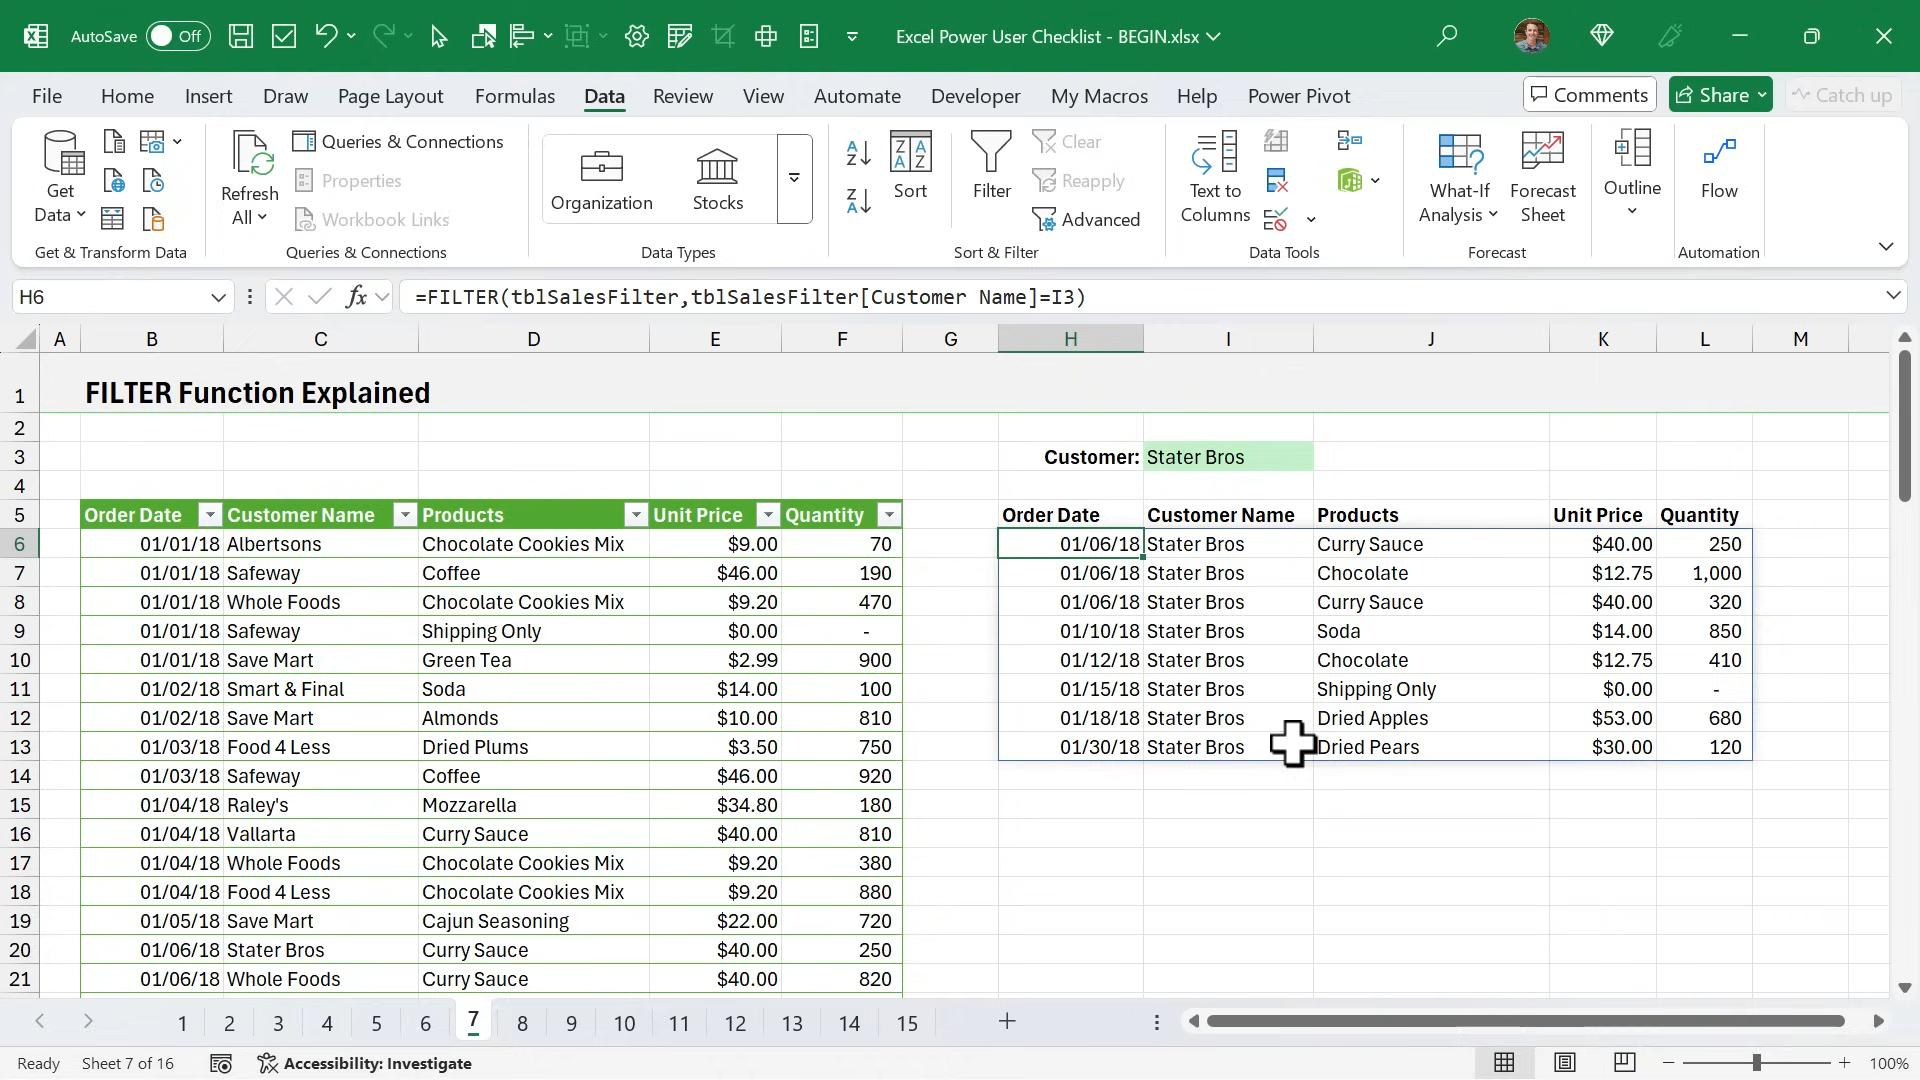 AutoSave Off Excel Power User Checklist - BEGIN.xlsx
File Home Insert Draw Page Layout Formulas Data Review View Automate Developer My Macros Help Power Pivot Comments Share Catch up
Get Data
Refresh All
Queries & Connections
Properties
Workbook Links
Organization
Stocks
Sort
Filter
Clear
Reapply
Advanced
Text to Columns
What-If Analysis
Forecast Sheet
Outline
Flow
Get & Transform Data Queries & Connections Data Types Sort & Filter Data Tools Forecast Automation
H6 fx =FILTER(tblSalesFilter,tblSalesFilter[Customer Name]=I3)
A B C D E F G H I J K L M
1 FILTER Function Explained
2
3 Customer: Stater Bros
4
5 Order Date Customer Name Products Unit Price Quantity Order Date Customer Name Products Unit Price Quantity
6 01/01/18 Albertsons Chocolate Cookies Mix $9.00 70 01/06/18 Stater Bros Curry Sauce $40.00 250
7 01/01/18 Safeway Coffee $46.00 190 01/06/18 Stater Bros Chocolate $12.75 1,000
8 01/01/18 Whole Foods Chocolate Cookies Mix $9.20 470 01/06/18 Stater Bros Curry Sauce $40.00 320
9 01/01/18 Safeway Shipping Only $0.00 - 01/10/18 Stater Bros Soda $14.00 850
10 01/01/18 Save Mart Green Tea $2.99 900 01/12/18 Stater Bros Chocolate $12.75 410
11 01/02/18 Smart & Final Soda $14.00 100 01/15/18 Stater Bros Shipping Only $0.00 -
12 01/02/18 Save Mart Almonds $10.00 810 01/18/18 Stater Bros Dried Apples $53.00 680
13 01/03/18 Food 4 Less Dried Plums $3.50 750 01/30/18 Stater Bros Dried Pears $30.00 120
14 01/03/18 Safeway Coffee $46.00 920
15 01/04/18 Raley's Mozzarella $34.80 180
16 01/04/18 Vallarta Curry Sauce $40.00 810
17 01/04/18 Whole Foods Chocolate Cookies Mix $9.20 380
18 01/04/18 Food 4 Less Chocolate Cookies Mix $9.20 880
19 01/05/18 Save Mart Cajun Seasoning $22.00 720
20 01/06/18 Stater Bros Curry Sauce $40.00 250
21 01/06/18 Whole Foods Curry Sauce $40.00 820
1 2 3 4 5 6 7 8 9 10 11 12 13 14 15
Ready Sheet 7 of 16 Accessibility: Investigate 100%